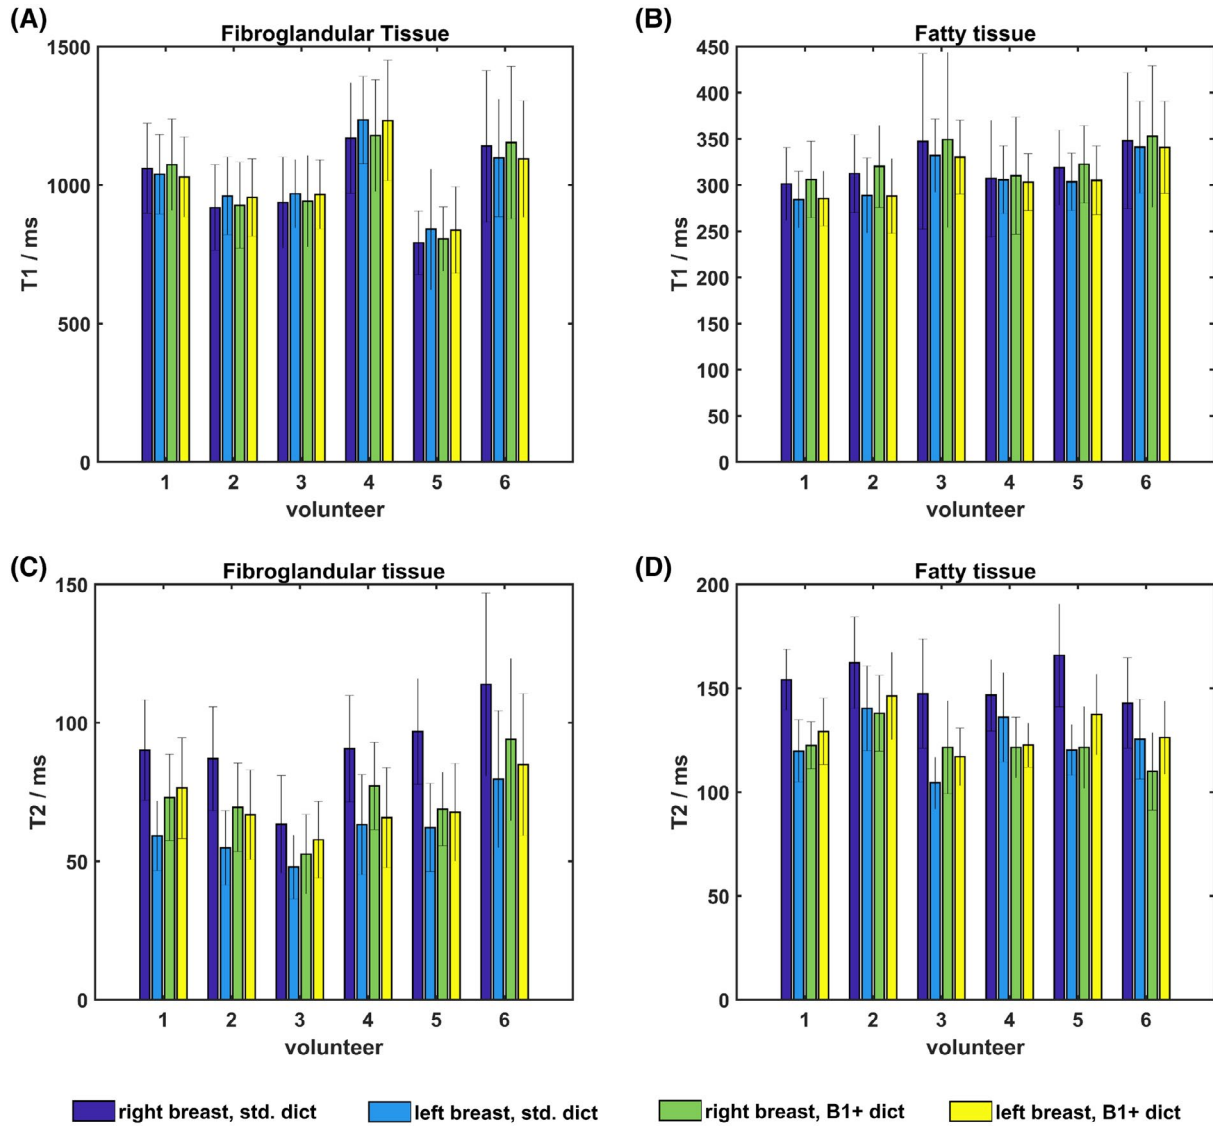 (A)
Fibroglandular Tissue
1500
1000
500
0
T1 / ms
1 2 3 4 5 6
volunteer
(B)
Fatty tissue
450
400
350
300
250
200
150
100
50
0
T1 / ms
1 2 3 4 5 6
volunteer
(C)
Fibroglandular tissue
150
100
50
0
T2 / ms
1 2 3 4 5 6
volunteer
(D)
Fatty tissue
200
150
100
50
0
T2 / ms
1 2 3 4 5 6
volunteer
right breast, std. dict left breast, std. dict right breast, B1+ dict left breast, B1+ dict